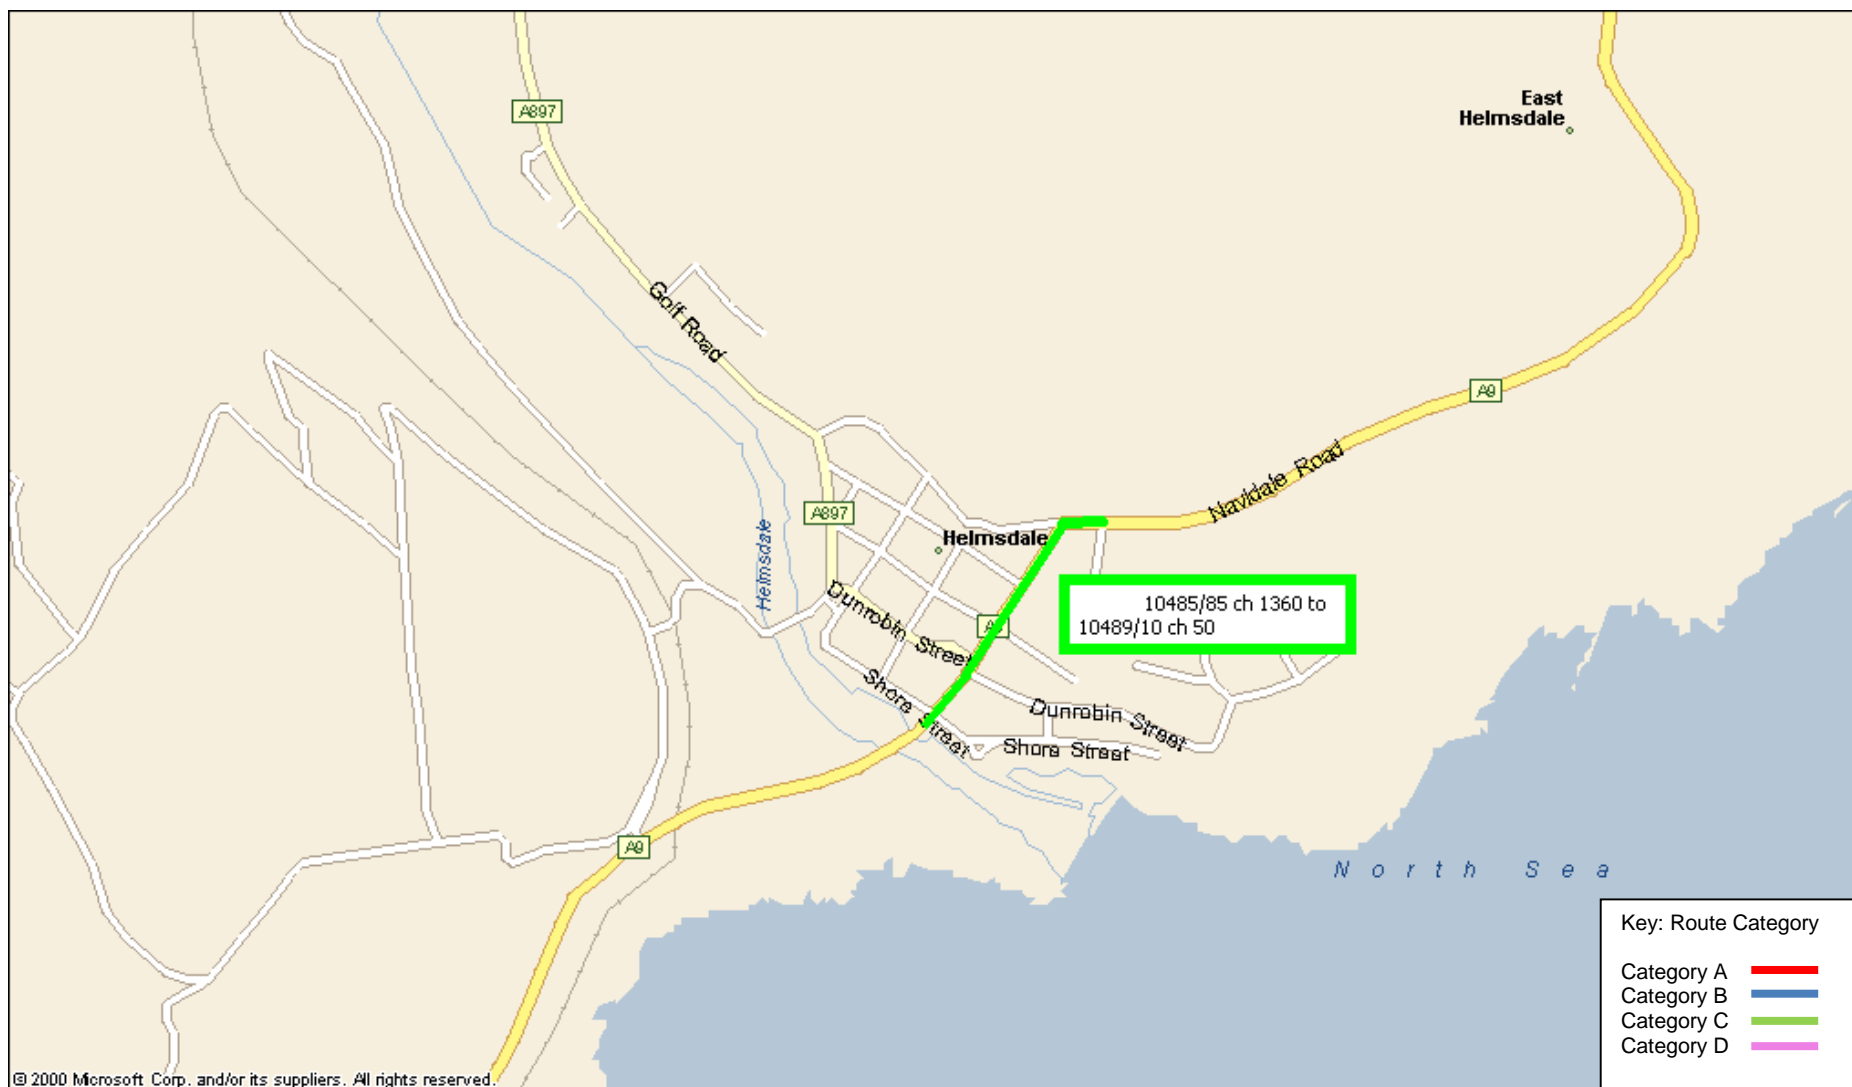 A897
East
Helmsdale
Golf Road
A9
Navidale Road
A897
Helmsdale
Helmsdale
10485/85 ch 1360 to
10489/10 ch 50
Dunrobin Street
Shore Street
Dunrobin Street
Shore Street
A9
North Sea
Key: Route Category
Category A
Category B
Category C
Category D
© 2000 Microsoft Corp. and/or its suppliers. All rights reserved.